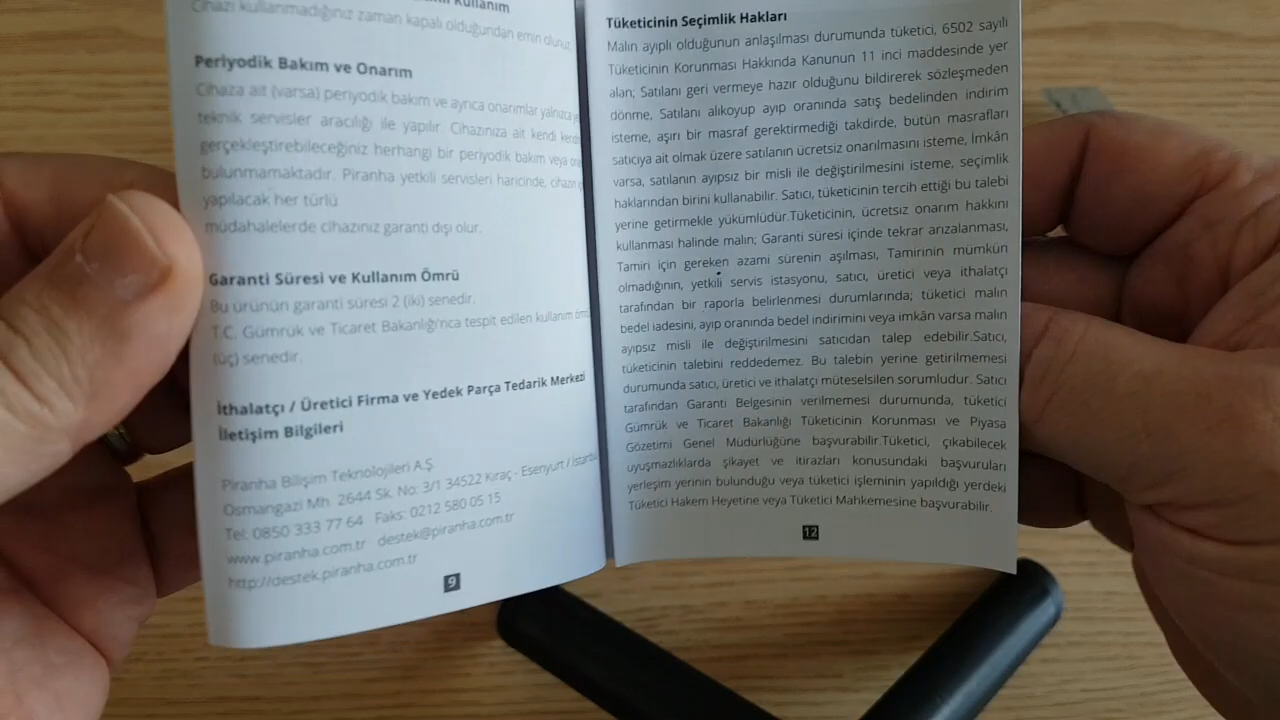 Kullanım
Cihazı kullanmadığınız zaman kapalı olduğundan emin olunuz.
Periyodik Bakım ve Onarım
Cihaza ait (varsa) periyodik bakım ve ayrıca onarımlar yalnızca
teknik servisler aracılığı ile yapılır. Cihazınıza ait kendi
gerçekleştirebileceğiniz herhangi bir periyodik bakım veya
bulunmamaktadır. Piranha yetkili servisleri haricinde,
yapılacak her türlü
müdahalelerde cihazınız garanti dışı olur.
Garanti Süresi ve Kullanım Ömrü
Bu ürünün garanti süresi 2 (iki) senedir.
T.C. Gümrük ve Ticaret Bakanlığı'nca tespit edilen kullanım
(üç) senedir.
İthalatçı / Üretici Firma ve Yedek Parça Tedarik Merkezi
İletişim Bilgileri
Piranha Bilişim Teknolojileri A.Ş.
Osmangazi Mh. 2644 Sk. No: 3/1 34522 Kıraç - Esenyurt / İstanbul
Tel: 0850 333 77 64 Faks: 0212 580 05 15
www.piranha.com.tr destek@piranha.com.tr
http://destek.piranha.com.tr
9
Tüketicinin Seçimlik Hakları
Malın ayıplı olduğunun anlaşılması durumunda tüketici, 6502 sayılı
Tüketicinin Korunması Hakkında Kanunun 11 inci maddesinde yer
alan; Satılanı geri vermeye hazır olduğunu bildirerek sözleşmeden
dönme, Satılanı alıkoyup ayıp oranında satış bedelinden indirim
isteme, aşırı bir masraf gerektirmediği takdirde, bütün masrafları
satıcıya ait olmak üzere satılanın ücretsiz onarılmasını isteme, İmkân
varsa, satılanın ayıpsız bir misli ile değiştirilmesini isteme, seçimlik
haklarından birini kullanabilir. Satıcı, tüketicinin tercih ettiği bu talebi
yerine getirmekle yükümlüdür.Tüketicinin, ücretsiz onarım hakkını
kullanması halinde malın; Garanti süresi içinde tekrar arızalanması,
Tamiri için gereken azami sürenin aşılması, Tamirinin mümkün
olmadığının, yetkili servis istasyonu, satıcı, üretici veya ithalatçı
tarafından bir raporla belirlenmesi durumlarında; tüketici malın
bedel iadesini, ayıp oranında bedel indirimini veya imkân varsa malın
ayıpsız misli ile değiştirilmesini satıcıdan talep edebilir.Satıcı,
tüketicinin talebini reddedemez. Bu talebin yerine getirilmemesi
durumunda satıcı, üretici ve ithalatçı müteselsilen sorumludur. Satıcı
tarafından Garanti Belgesinin verilmemesi durumunda, tüketici
Gümrük ve Ticaret Bakanlığı Tüketicinin Korunması ve Piyasa
Gözetimi Genel Müdürlüğüne başvurabilir.Tüketici, çıkabilecek
uyuşmazlıklarda şikayet ve itirazları konusundaki başvuruları
yerleşim yerinin bulunduğu veya tüketici işleminin yapıldığı yerdeki
Tüketici Hakem Heyetine veya Tüketici Mahkemesine başvurabilir.
12